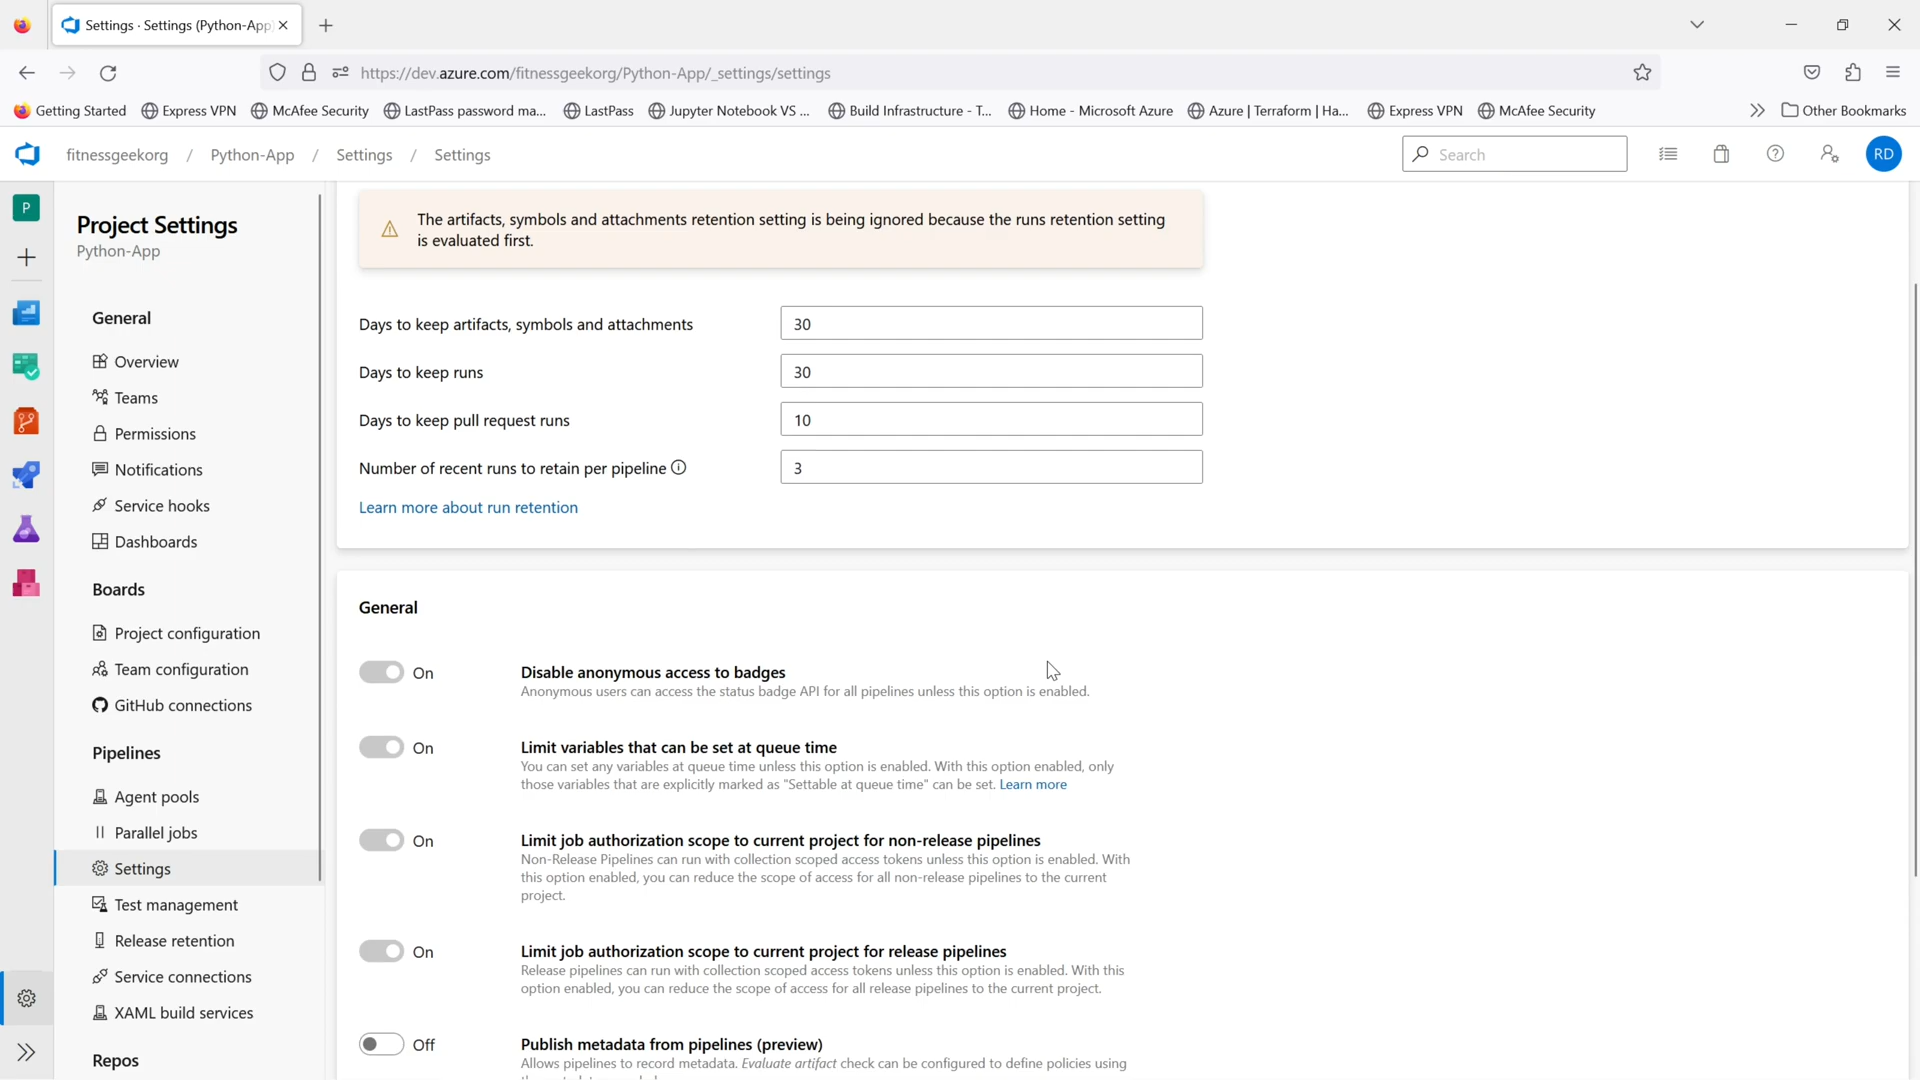 Settings · Settings (Python-App)
https://dev.azure.com/fitnessgeekorg/Python-App/_settings/settings
Getting Started
Express VPN
McAfee Security
LastPass password ma...
LastPass
Jupyter Notebook VS ...
Build Infrastructure - T...
Home - Microsoft Azure
Azure | Terraform | Ha...
Express VPN
McAfee Security
Other Bookmarks
fitnessgeekorg / Python-App / Settings / Settings
Search
RD
P
Project Settings
Python-App
General
Overview
Teams
Permissions
Notifications
Service hooks
Dashboards
Boards
Project configuration
Team configuration
GitHub connections
Pipelines
Agent pools
Parallel jobs
Settings
Test management
Release retention
Service connections
XAML build services
Repos
The artifacts, symbols and attachments retention setting is being ignored because the runs retention setting
is evaluated first.
Days to keep artifacts, symbols and attachments 30
Days to keep runs 30
Days to keep pull request runs 10
Number of recent runs to retain per pipeline 3
Learn more about run retention
General
On Disable anonymous access to badges
Anonymous users can access the status badge API for all pipelines unless this option is enabled.
On Limit variables that can be set at queue time
You can set any variables at queue time unless this option is enabled. With this option enabled, only
those variables that are explicitly marked as "Settable at queue time" can be set. Learn more
On Limit job authorization scope to current project for non-release pipelines
Non-Release Pipelines can run with collection scoped access tokens unless this option is enabled. With
this option enabled, you can reduce the scope of access for all non-release pipelines to the current
project.
On Limit job authorization scope to current project for release pipelines
Release pipelines can run with collection scoped access tokens unless this option is enabled. With this
option enabled, you can reduce the scope of access for all release pipelines to the current project.
Off Publish metadata from pipelines (preview)
Allows pipelines to record metadata. Evaluate artifact check can be configured to define policies using